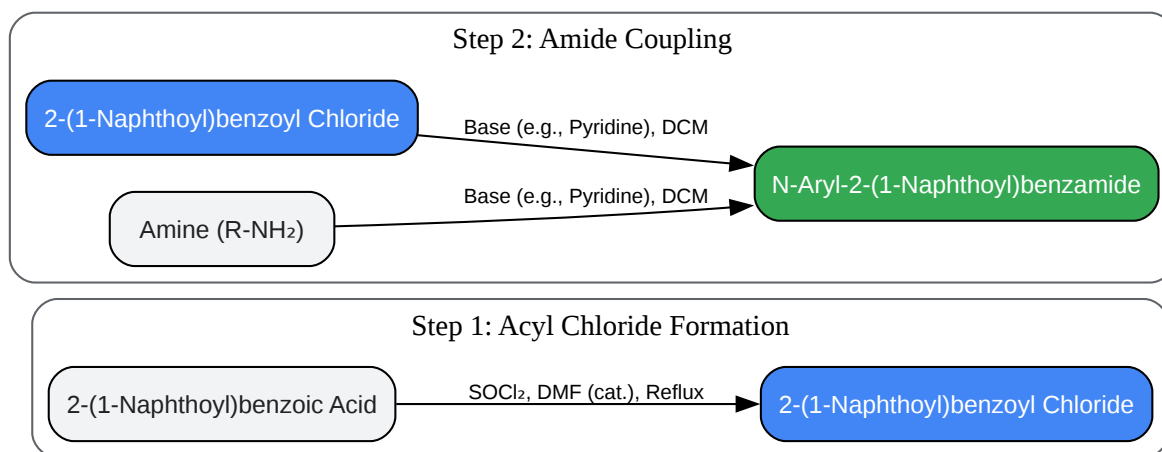 Step 2: Amide Coupling
2-(1-Naphthoyl)benzoyl Chloride
Base (e.g., Pyridine), DCM
N-Aryl-2-(1-Naphthoyl)benzamide
Base (e.g., Pyridine), DCM
Amine (R-NH₂)
Step 1: Acyl Chloride Formation
2-(1-Naphthoyl)benzoic Acid
SOCl₂, DMF (cat.), Reflux
2-(1-Naphthoyl)benzoyl Chloride